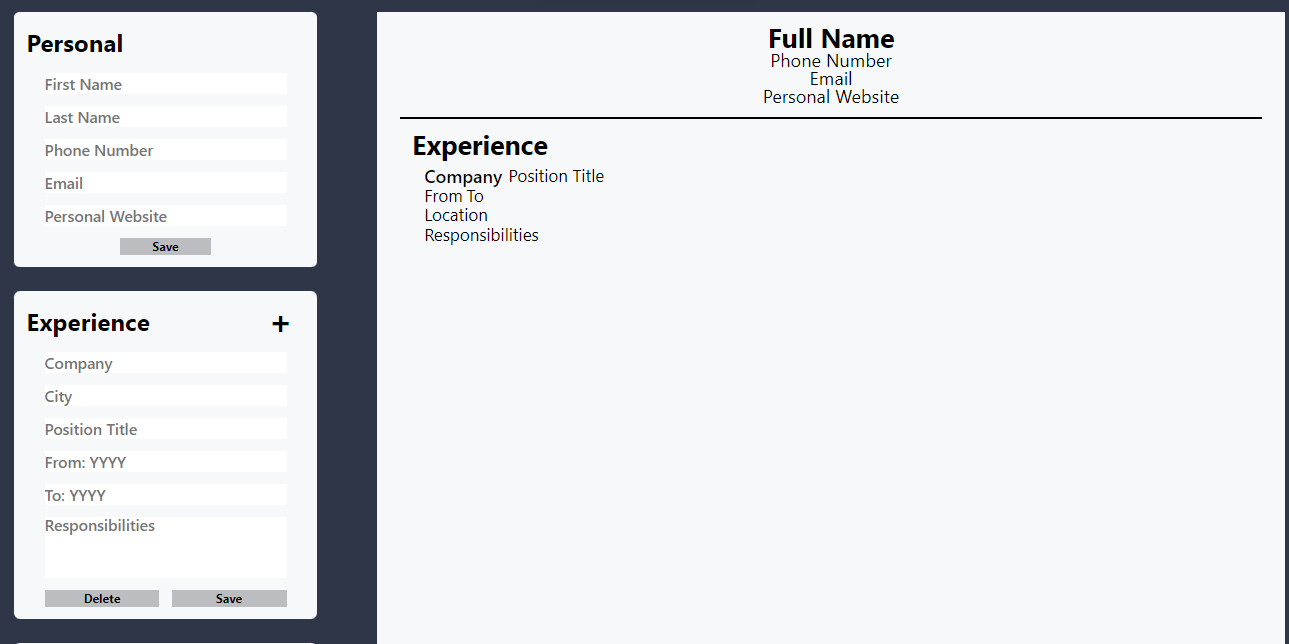 Personal
First Name
Last Name
Phone Number
Email
Personal Website
Save
Experience +
Company
City
Position Title
From: YYYY
To: YYYY
Responsibilities
Delete Save
Full Name
Phone Number
Email
Personal Website
Experience
Company Position Title
From To
Location
Responsibilities